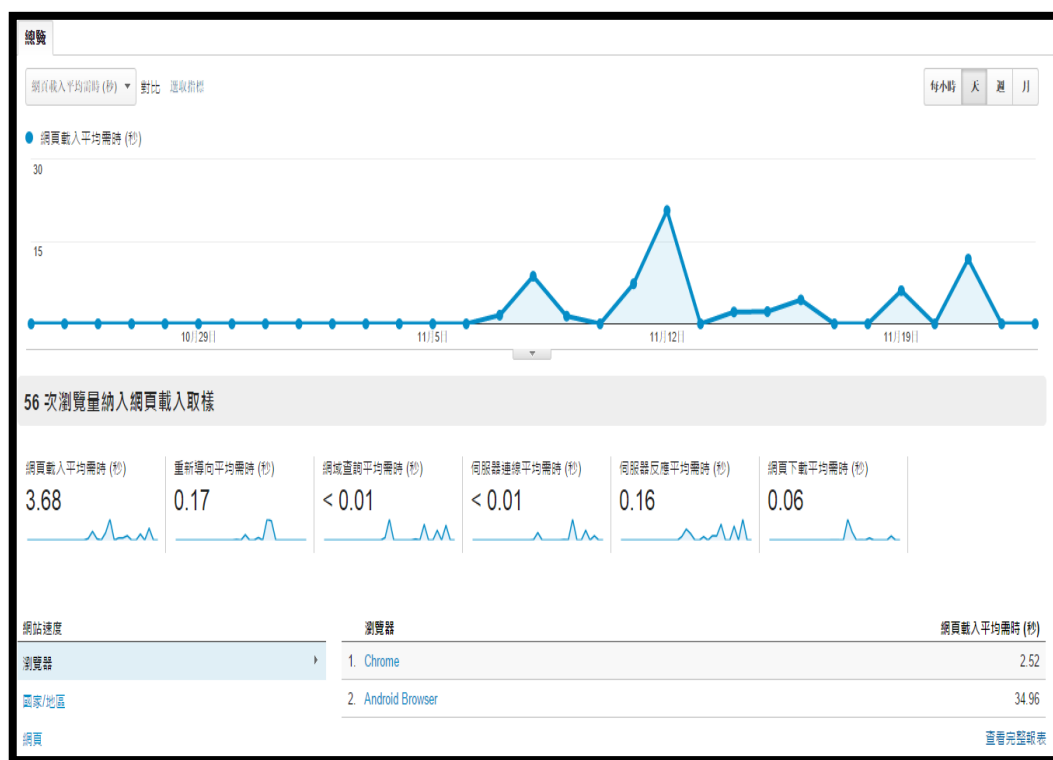 總覽
網頁載入平均需時 (秒) 對比 選取指標 每小時 天 週 月
網頁載入平均需時 (秒)
30
15
10月29日 11月5日 11月12日 11月19日
56 次瀏覽量納入網頁載入取樣
網頁載入平均需時 (秒) 重新導向平均需時 (秒) 網域查詢平均需時 (秒) 伺服器連線平均需時 (秒) 伺服器反應平均需時 (秒) 網頁下載平均需時 (秒)
3.68 0.17 < 0.01 < 0.01 0.16 0.06
網站速度 瀏覽器 網頁載入平均需時 (秒)
瀏覽器 1. Chrome 2.52
國家/地區 2. Android Browser 34.96
網頁 查看完整報表